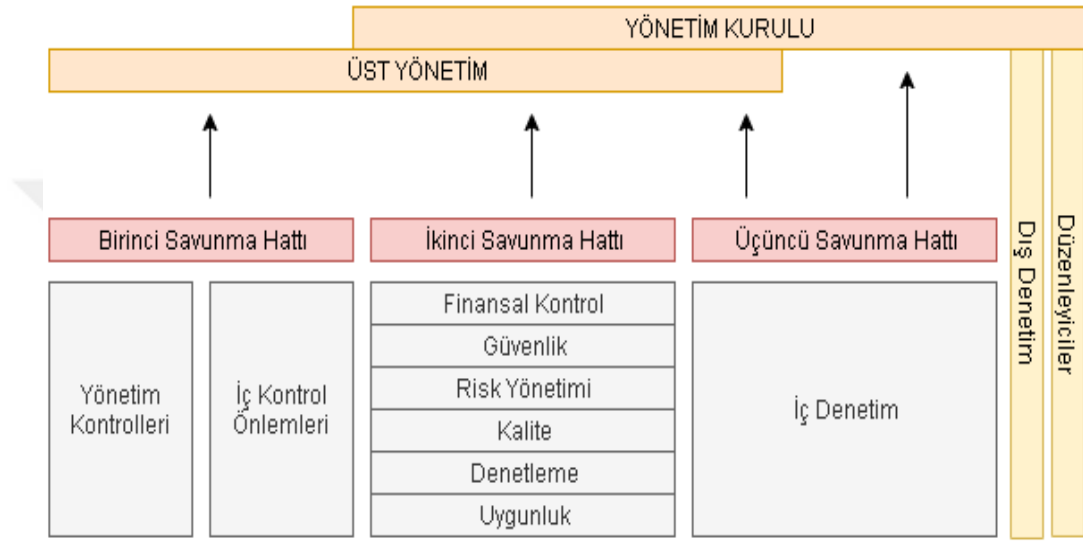 YÖNETİM KURULU
ÜST YÖNETİM
Birinci Savunma Hattı
İkinci Savunma Hattı
Üçüncü Savunma Hattı
Yönetim
Kontrolleri
İç Kontrol
Önlemleri
Finansal Kontrol
Güvenlik
Risk Yönetimi
Kalite
Denetleme
Uygunluk
İç Denetim
Dış Denetim
Düzenleyiciler